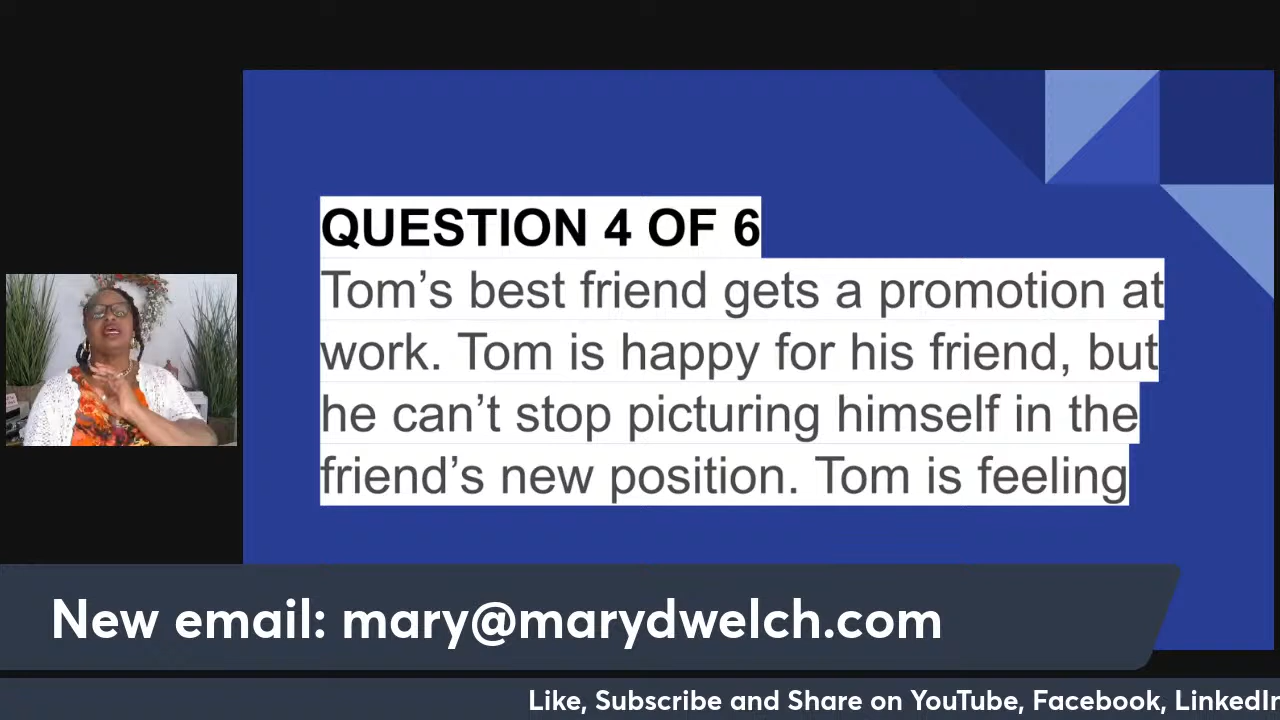 QUESTION 4 OF 6
Tom’s best friend gets a promotion at
work. Tom is happy for his friend, but
he can’t stop picturing himself in the
friend’s new position. Tom is feeling
New email: mary@marydwelch.com
Like, Subscribe and Share on YouTube, Facebook, LinkedIn